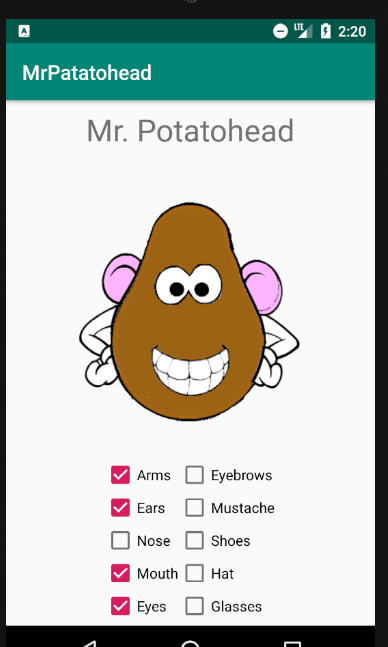 LTE 2:20
MrPatatohead
Mr. Potatohead
Arms Eyebrows
Ears Mustache
Nose Shoes
Mouth Hat
Eyes Glasses